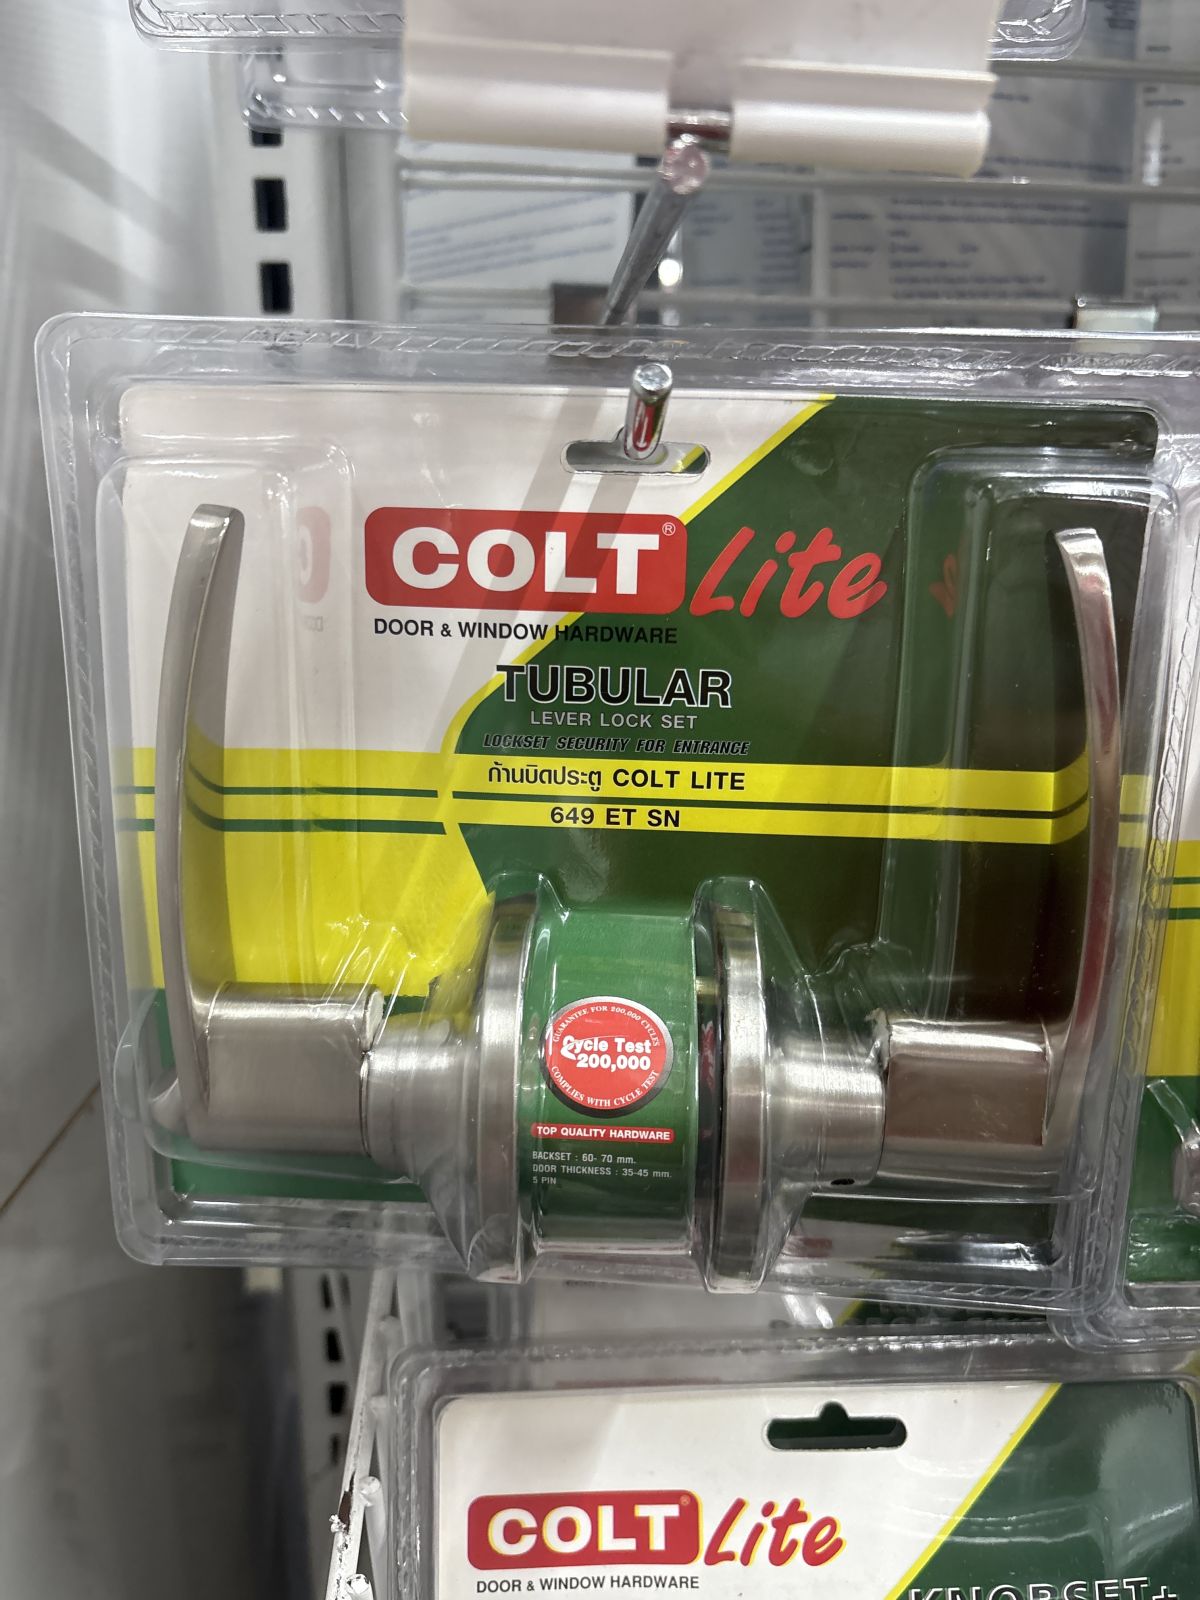 COLT® Lite
DOOR & WINDOW HARDWARE
TUBULAR
LEVER LOCK SET
LOCKSET SECURITY FOR ENTRANCE
ก้านบิดประตู COLT LITE
649 ET SN
GUARANTEE FOR 200,000 CYCLES
Cycle Test
200,000
COMPLIES WITH CYCLE TEST
TOP QUALITY HARDWARE
BACKSET : 60- 70 mm.
DOOR THICKNESS : 35-45 mm.
5 PIN
COLT® Lite
DOOR & WINDOW HARDWARE
KNOBSET+